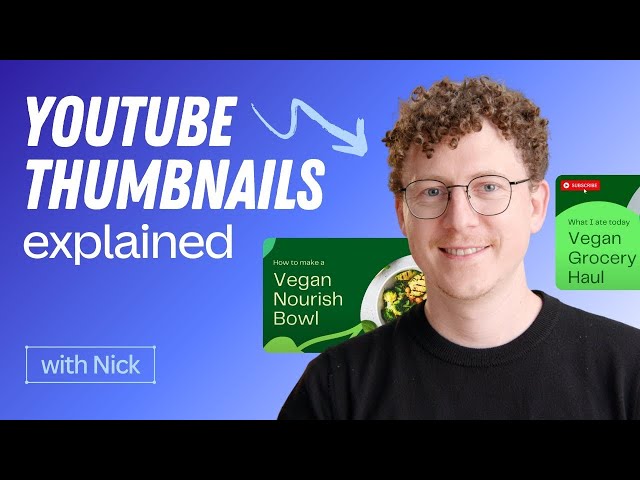 YOUTUBE
THUMBNAILS
explained
with Nick
How to make a
Vegan
Nourish
Bowl
SUBSCRIBE
What I ate today
Vegan
Grocery
Haul